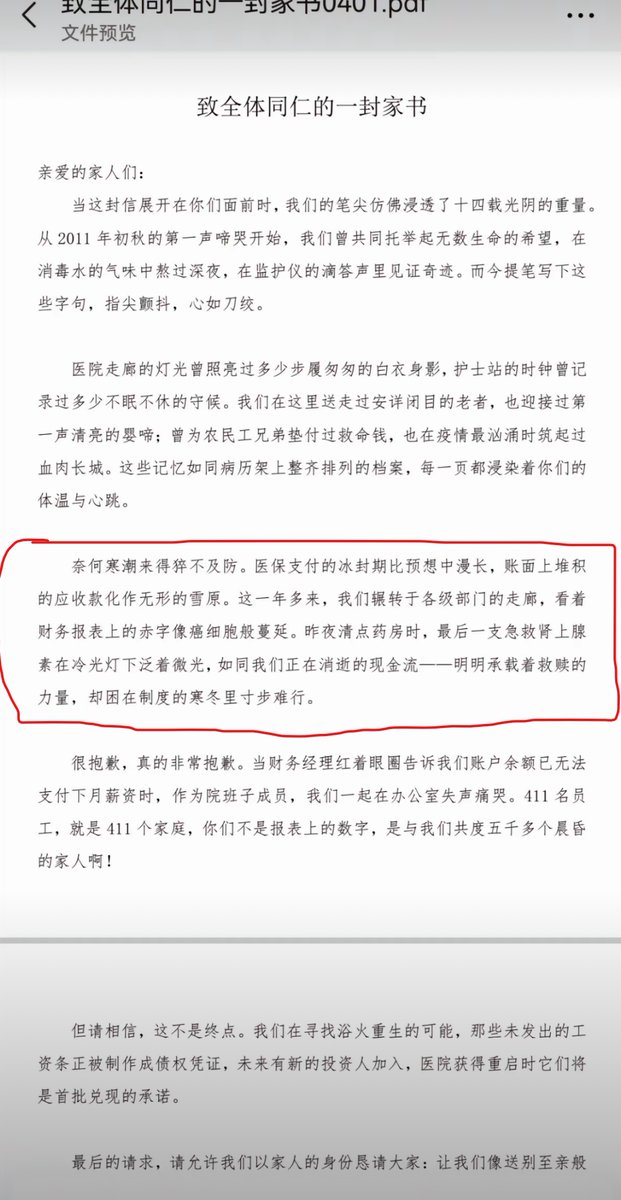 致全体同仁的一封家书0401.pdf
文件预览
致全体同仁的一封家书
亲爱的家人们：
当这封信展开在你们面前时，我们的笔尖仿佛浸透了十四载光阴的重量。
从 2011 年初秋的第一声啼哭开始，我们曾共同托举起无数生命的希望，在
消毒水的气味中熬过深夜，在监护仪的滴答声里见证奇迹。而今提笔写下这
些字句，指尖颤抖，心如刀绞。
医院走廊的灯光曾照亮过多少步履匆匆的白衣身影，护士站的时钟曾记
录过多少不眠不休的守候。我们在这里送走过安详闭目的老者，也迎接过第
一声清亮的婴啼；曾为农民工兄弟垫付过救命钱，也在疫情最汹涌时筑起过
血肉长城。这些记忆如同病历架上整齐排列的档案，每一页都浸染着你们的
体温与心跳。
奈何寒潮来得猝不及防。医保支付的冰封期比预想中漫长，账面上堆积
的应收款化作无形的雪原。这一年多来，我们辗转于各级部门的走廊，看着
财务报表上的赤字像癌细胞般蔓延。昨夜清点药房时，最后一支急救肾上腺
素在冷光灯下泛着微光，如同我们正在消逝的现金流——明明承载着救赎的
力量，却困在制度的寒冬里寸步难行。
很抱歉，真的非常抱歉。当财务经理红着眼圈告诉我们账户余额已无法
支付下月薪资时，作为院班子成员，我们一起在办公室失声痛哭。411 名员
工，就是 411 个家庭，你们不是报表上的数字，是与我们共度五千多个晨昏
的家人啊！
但请相信，这不是终点。我们在寻找浴火重生的可能，那些未发出的工
资条正被制作成债权凭证，未来有新的投资人加入，医院获得重启时它们将
是首批兑现的承诺。
最后的请求，请允许我们以家人的身份恳请大家：让我们像送别至亲般